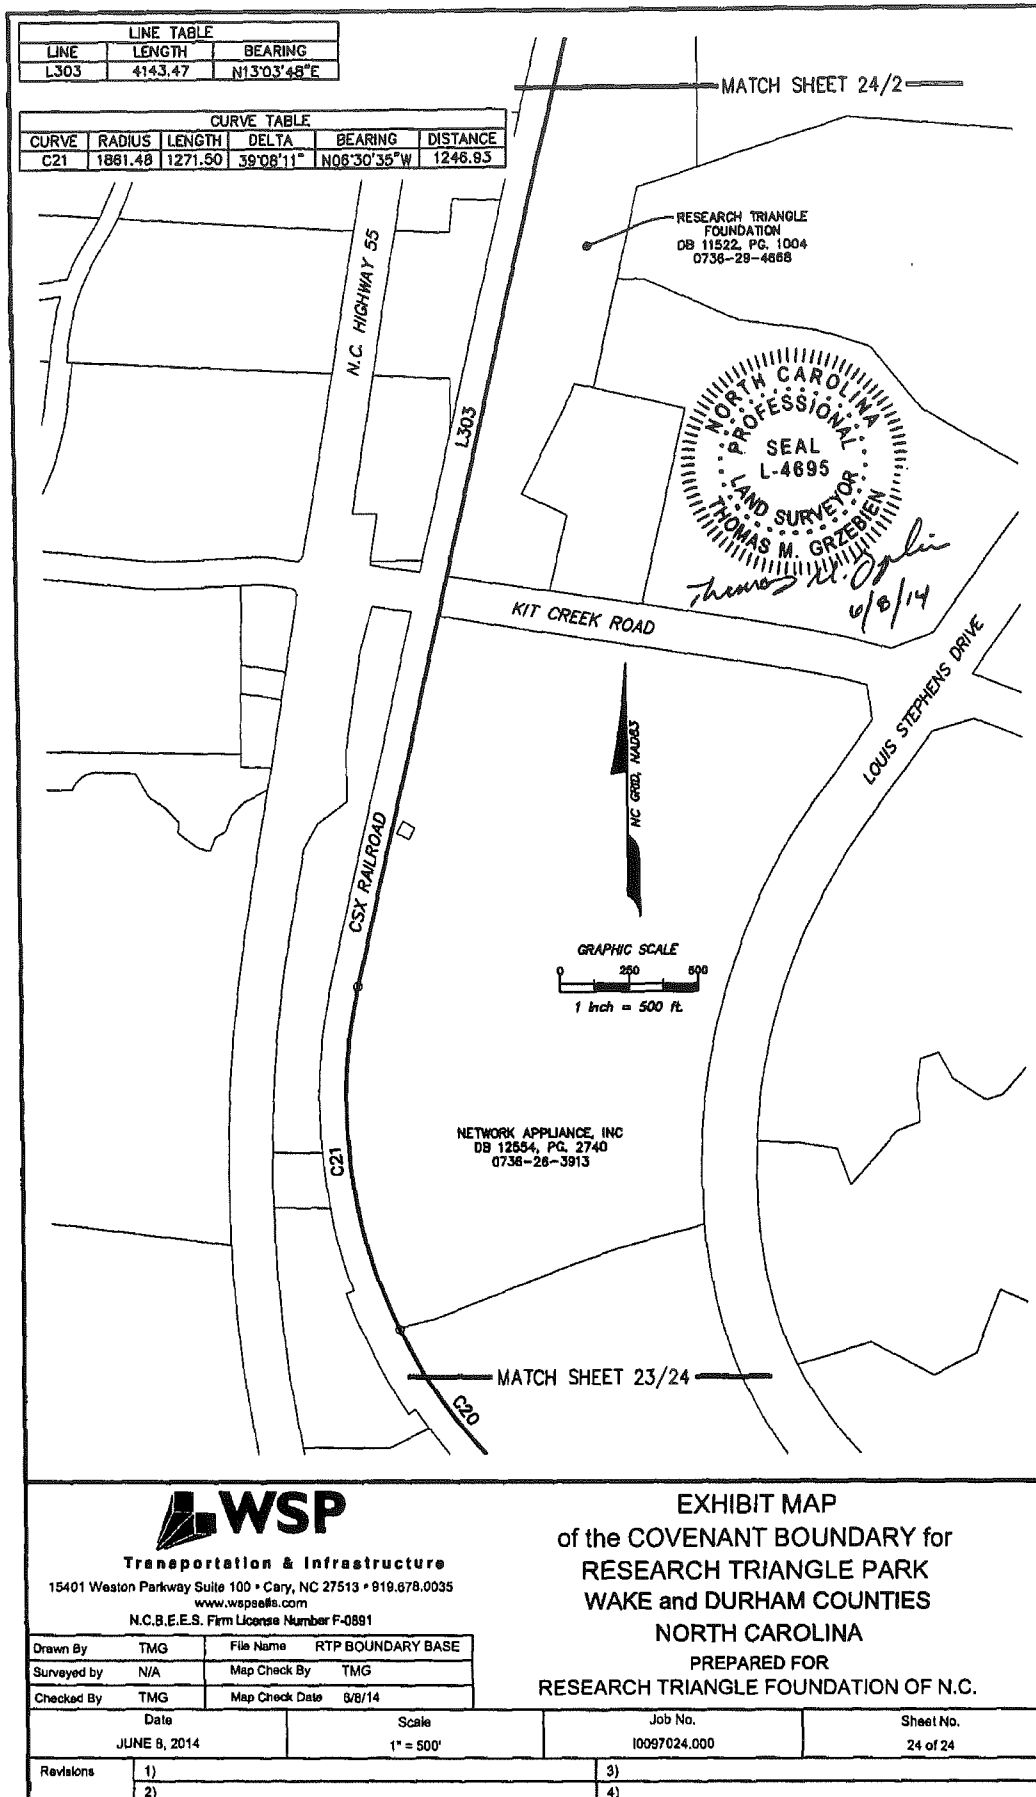 LINE TABLE
LINE LENGTH BEARING
L303 4143.47 N13°03'48"E
CURVE TABLE
CURVE RADIUS LENGTH DELTA BEARING DISTANCE
C21 1861.48 1271.50 39°08'11" N06°30'35"W 1246.93
MATCH SHEET 24/2
RESEARCH TRIANGLE
FOUNDATION
DB 11522, PG. 1004
0736-29-4668
N.C. HIGHWAY 55
L303
NORTH CAROLINA
PROFESSIONAL
SEAL
L-4695
LAND SURVEYOR
THOMAS M. GRZEBIEN
6/8/14
KIT CREEK ROAD
LOUIS STEPHENS DRIVE
NC GRID, NAD83
CSX RAILROAD
GRAPHIC SCALE
0 250 500
1 inch = 500 ft.
NETWORK APPLIANCE, INC
DB 12554, PG. 2740
0736-26-3913
C21
MATCH SHEET 23/24
C20
WSP
Transportation & Infrastructure
15401 Weston Parkway Suite 100 • Cary, NC 27513 • 919.678.0035
www.wspsells.com
N.C.B.E.E.S. Firm License Number F-0891
EXHIBIT MAP
of the COVENANT BOUNDARY for
RESEARCH TRIANGLE PARK
WAKE and DURHAM COUNTIES
NORTH CAROLINA
PREPARED FOR
RESEARCH TRIANGLE FOUNDATION OF N.C.
Drawn By TMG File Name RTP BOUNDARY BASE
Surveyed by N/A Map Check By TMG
Checked By TMG Map Check Date 6/8/14
Date Scale Job No. Sheet No.
JUNE 8, 2014 1" = 500' 10097024.000 24 of 24
Revisions 1) 3)
2) 4)